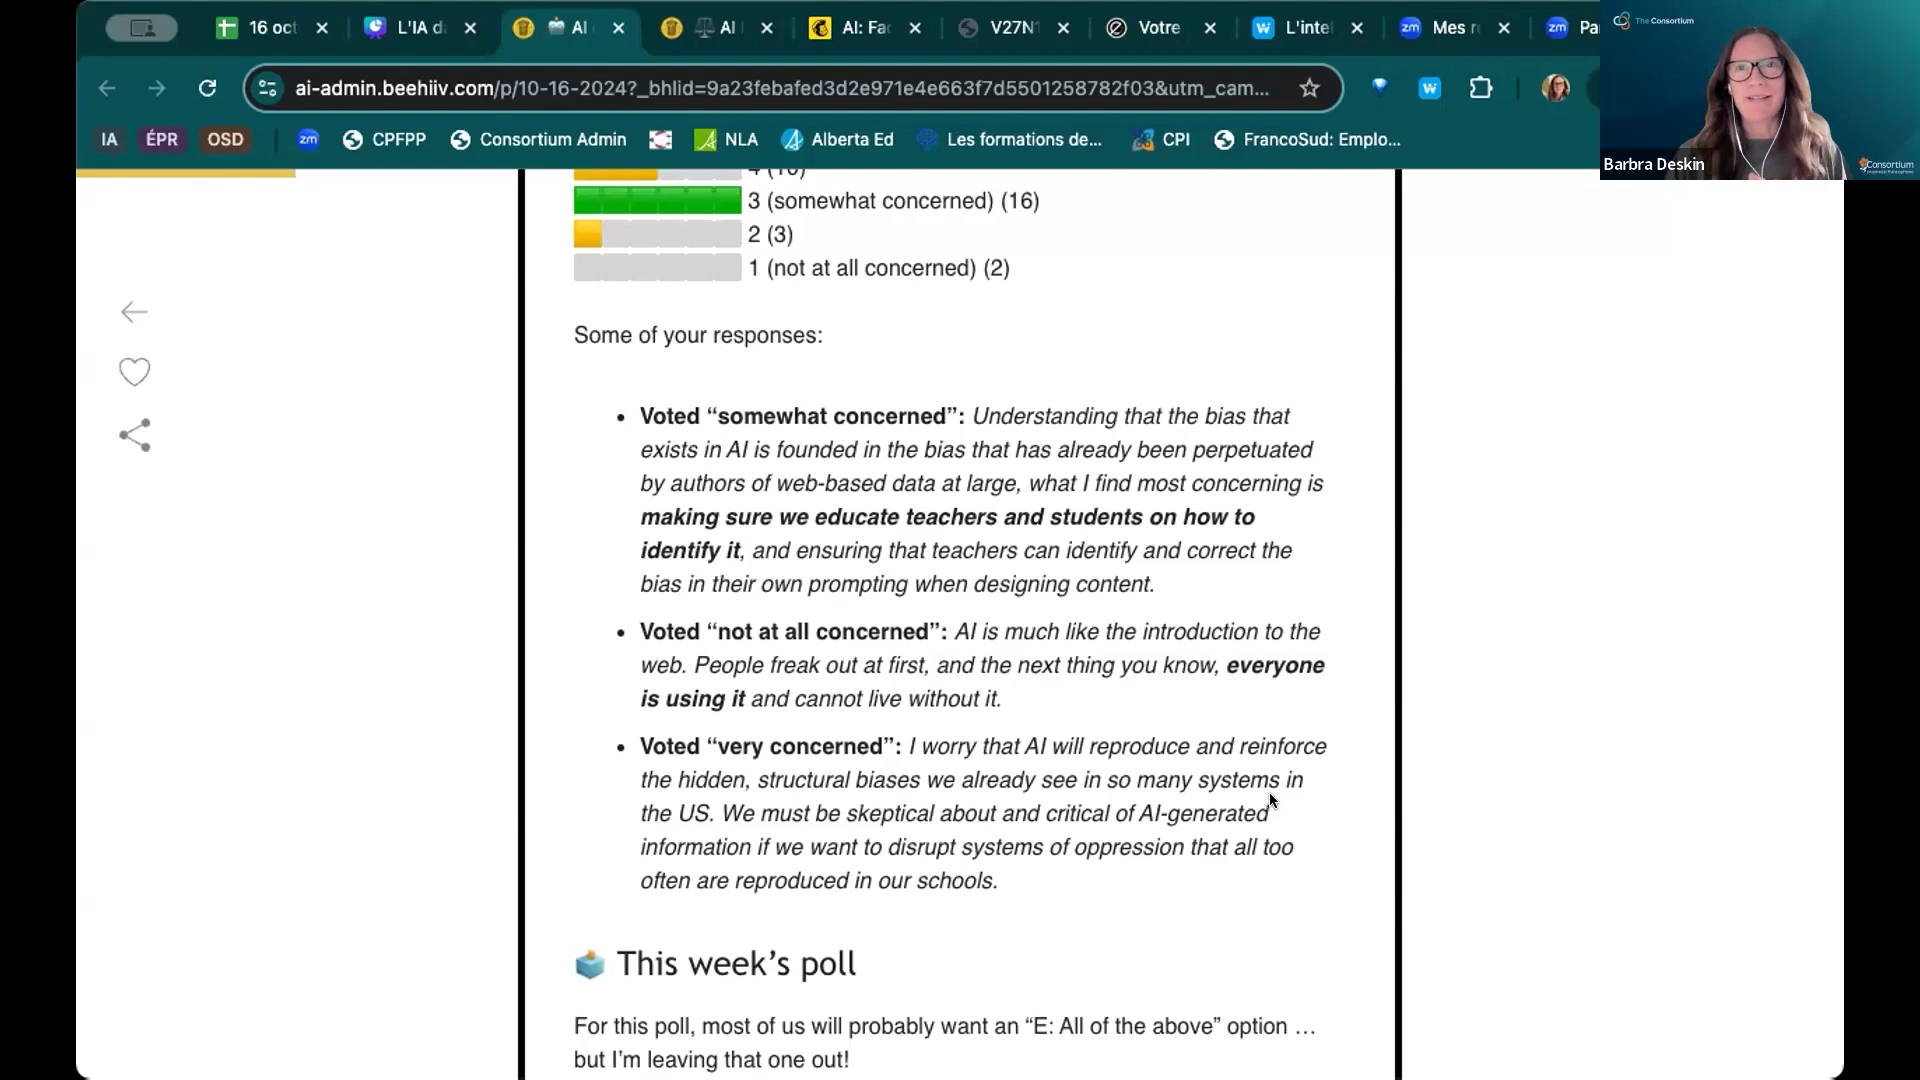 16 oct
L'IA d
AI
AI
AI: Fac
V27N
Votre
L'intel
Mes r
Pa
The Consortium
ai-admin.beehiiv.com/p/10-16-2024?_bhlid=9a23febafed3d2e971e4e663f7d5501258782f03&utm_cam...
IA
ÉPR
OSD
zm
CPFPP
Consortium Admin
NLA
Alberta Ed
Les formations de...
CPI
FrancoSud: Emplo...
Barbra Deskin
Consortium
4 (10)
3 (somewhat concerned) (16)
2 (3)
1 (not at all concerned) (2)
Some of your responses:
• Voted “somewhat concerned”: Understanding that the bias that
exists in AI is founded in the bias that has already been perpetuated
by authors of web-based data at large, what I find most concerning is
making sure we educate teachers and students on how to
identify it, and ensuring that teachers can identify and correct the
bias in their own prompting when designing content.
• Voted “not at all concerned”: AI is much like the introduction to the
web. People freak out at first, and the next thing you know, everyone
is using it and cannot live without it.
• Voted “very concerned”: I worry that AI will reproduce and reinforce
the hidden, structural biases we already see in so many systems in
the US. We must be skeptical about and critical of AI-generated
information if we want to disrupt systems of oppression that all too
often are reproduced in our schools.
This week’s poll
For this poll, most of us will probably want an “E: All of the above” option …
but I’m leaving that one out!